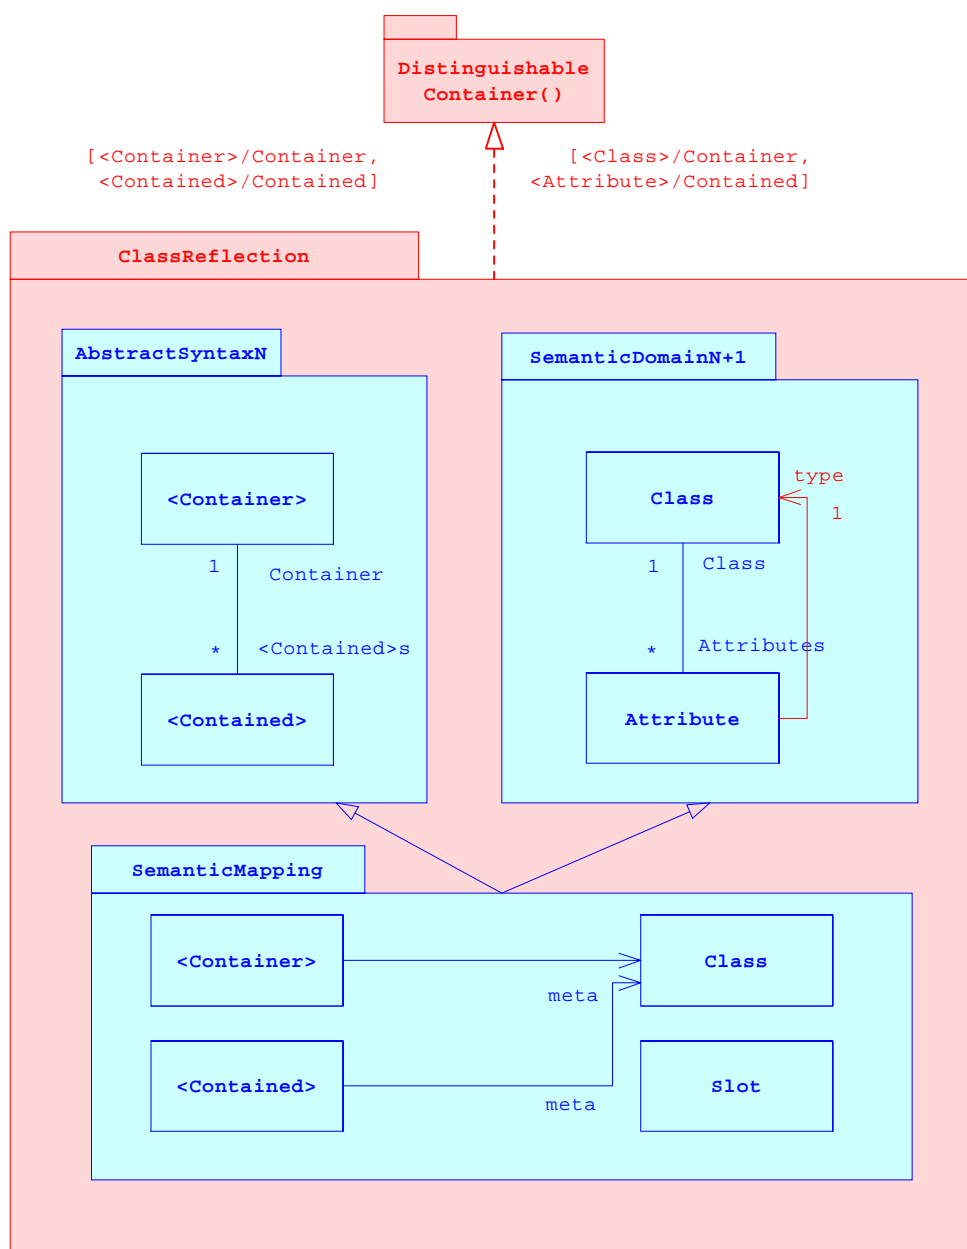 Distinguishable
Container()
[<Container>/Container,
<Contained>/Contained]
[<Class>/Container,
<Attribute>/Contained]
ClassReflection
AbstractSyntaxN
SemanticDomainN+1
<Container>
1
Container
*
<Contained>s
<Contained>
Class
type
1
1
Class
*
Attributes
Attribute
SemanticMapping
<Container>
meta
Class
<Contained>
meta
Slot